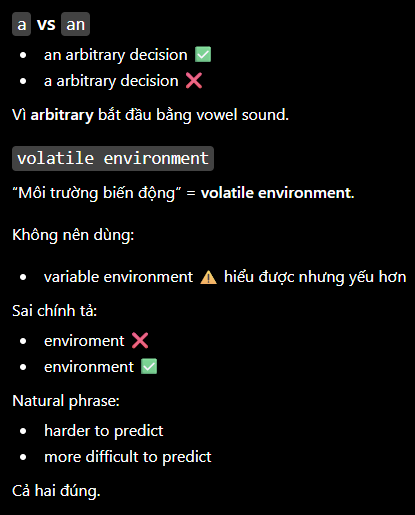 a vs an
• an arbitrary decision ✅
• a arbitrary decision ❌
Vì arbitrary bắt đầu bằng vowel sound.
volatile environment
“Môi trường biến động” = volatile environment.
Không nên dùng:
• variable environment ⚠️ hiểu được nhưng yếu hơn
Sai chính tả:
• enviroment ❌
• environment ✅
Natural phrase:
• harder to predict
• more difficult to predict
Cả hai đúng.